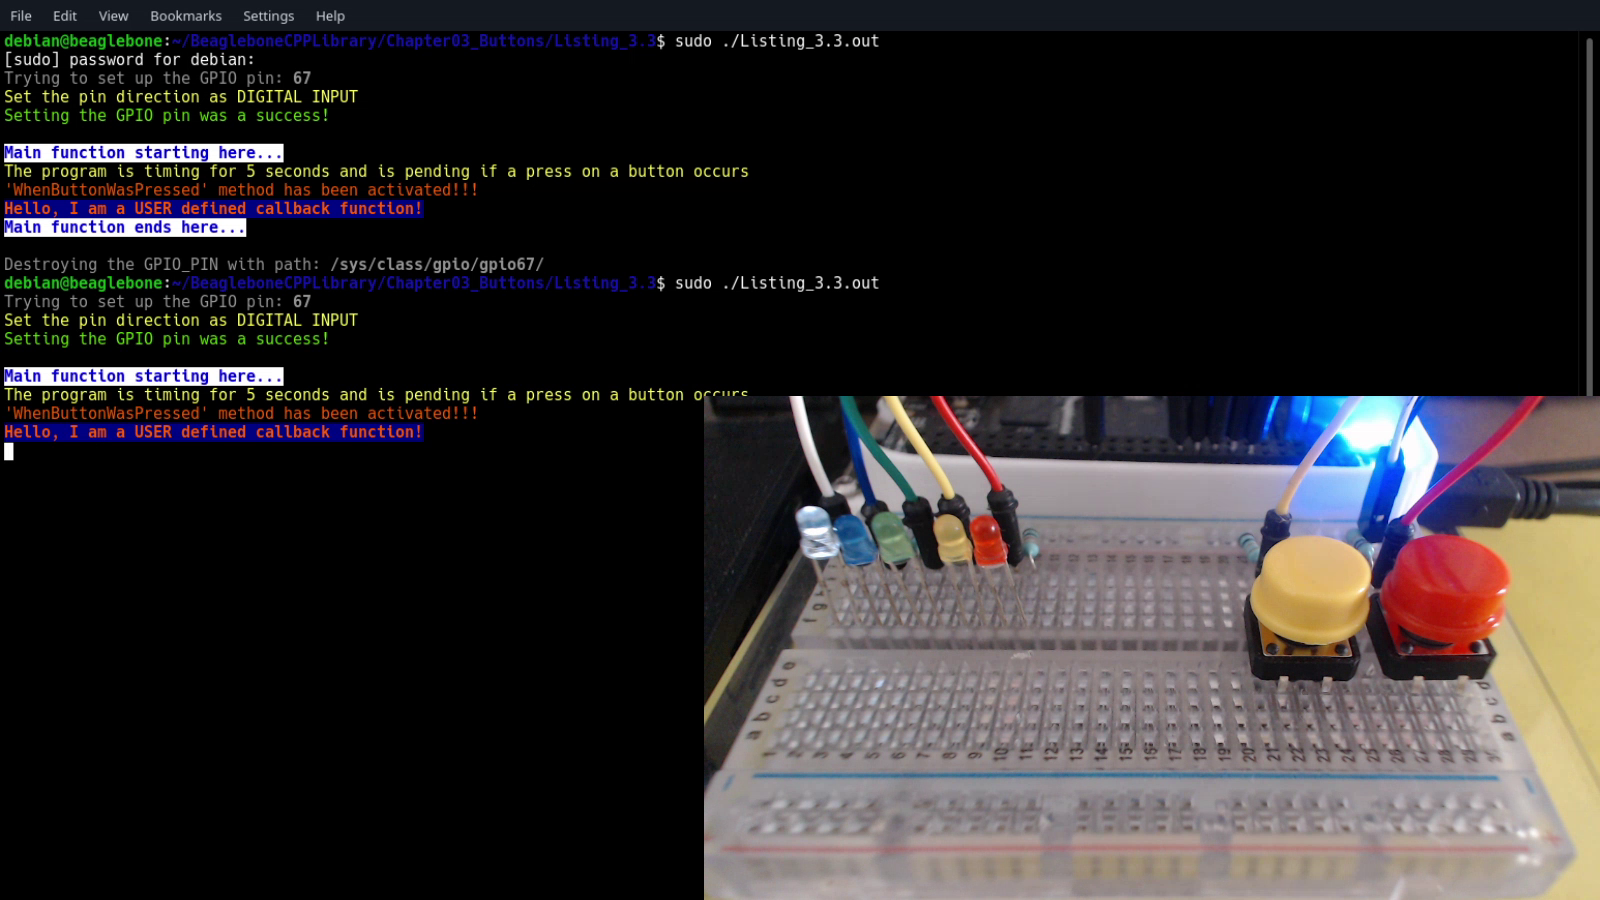 File Edit View Bookmarks Settings Help
debian@beaglebone:~/BeagleboneCPPLibrary/Chapter03_Buttons/Listing_3.3$ sudo ./Listing_3.3.out
[sudo] password for debian:
Trying to set up the GPIO pin: 67
Set the pin direction as DIGITAL INPUT
Setting the GPIO pin was a success!
Main function starting here...
The program is timing for 5 seconds and is pending if a press on a button occurs
'WhenButtonWasPressed' method has been activated!!!
Hello, I am a USER defined callback function!
Main function ends here...
Destroying the GPIO_PIN with path: /sys/class/gpio/gpio67/
debian@beaglebone:~/BeagleboneCPPLibrary/Chapter03_Buttons/Listing_3.3$ sudo ./Listing_3.3.out
Trying to set up the GPIO pin: 67
Set the pin direction as DIGITAL INPUT
Setting the GPIO pin was a success!
Main function starting here...
The program is timing for 5 seconds and is pending if a press on a button occurs
'WhenButtonWasPressed' method has been activated!!!
Hello, I am a USER defined callback function!
f g
a b c d e
1 3 4 5 6 7 8 9 10 11 12 13 14 15 16 17 18 19 20 21 22 23 24 25 26 27 28 29
a b c d